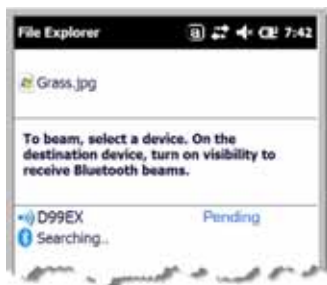 File Explorer 7:42
Grass.jpg
To beam, select a device. On the
destination device, turn on visibility to
receive Bluetooth beams.
D99EX Pending
Searching..